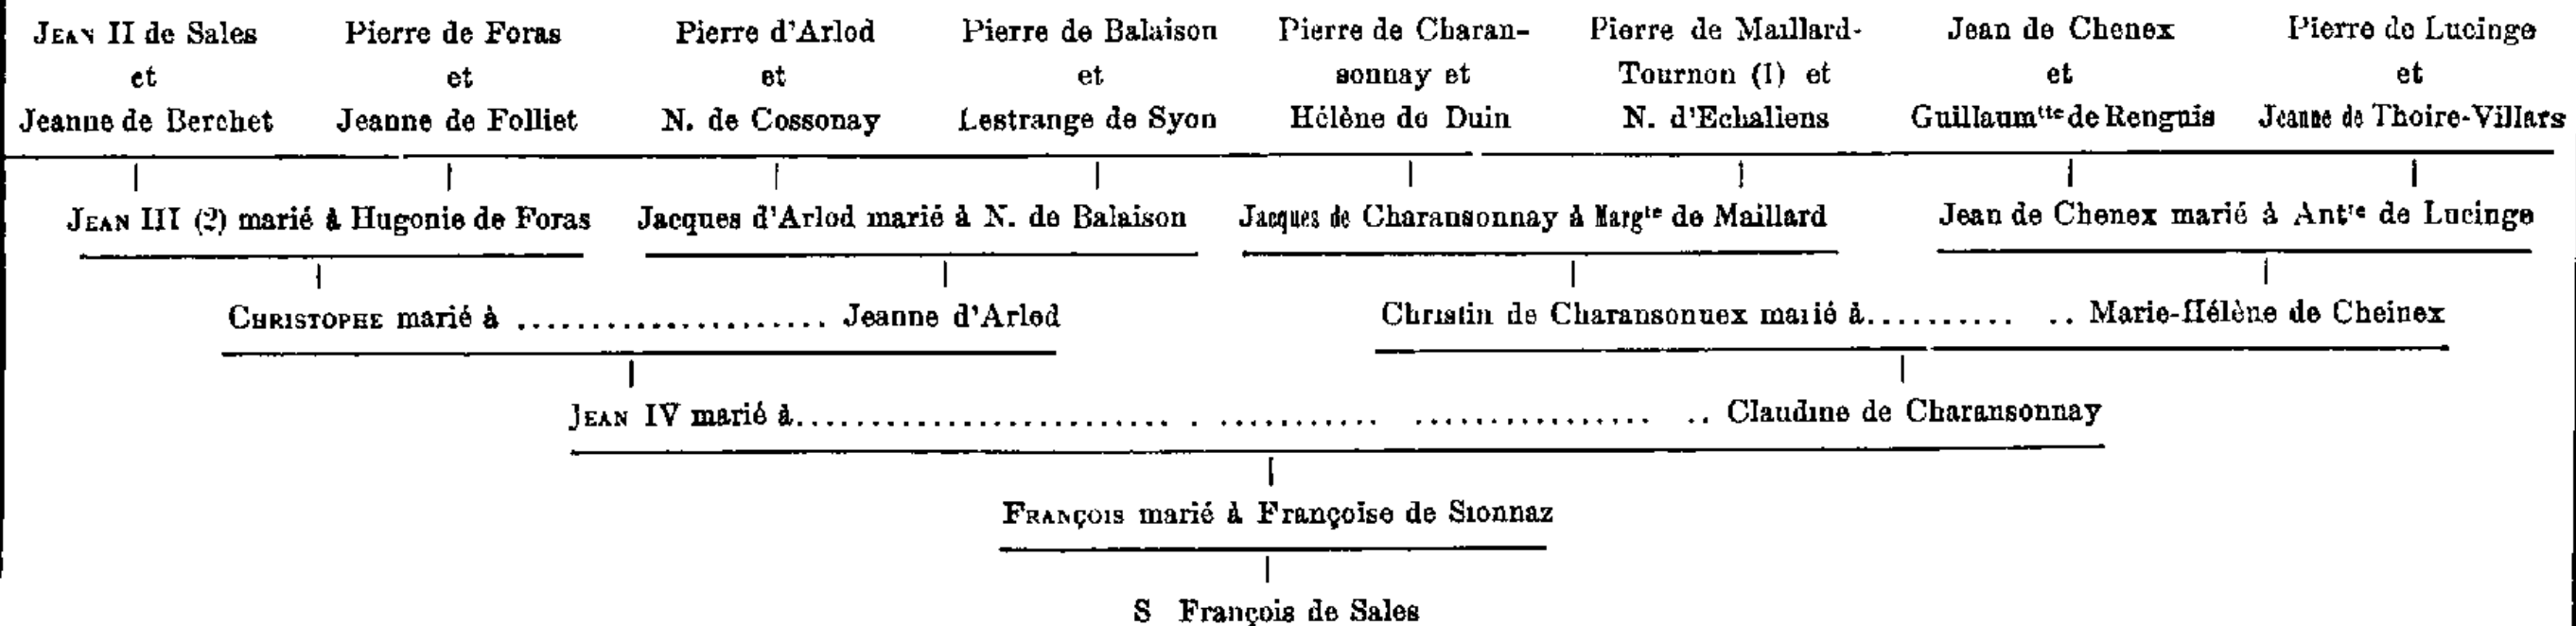 JEAN II de Sales
et
Jeanne de Berchet
Pierre de Foras
et
Jeanne de Folliet
Pierre d'Arlod
et
N. de Cossonay
Pierre de Balaison
et
Lestrange de Syon
Pierre de Charan-
sonnay et
Hélène de Duin
Pierre de Maillard-
Tournon (1) et
N. d'Echallens
Jean de Chenex
et
Guillaumtte de Renguis
Pierre de Lucinge
et
Jeanne de Thoire-Villars
JEAN III (2) marié à Hugonie de Foras
Jacques d'Arlod marié à N. de Balaison
Jacques de Charansonnay à Margte de Maillard
Jean de Chenex marié à Antie de Lucinge
CHRISTOPHE marié à ..................... Jeanne d'Arlod
Christin de Charansonnex marié à.......... .. Marie-Hélène de Cheinex
JEAN IV marié à......................... . ........... ................ .. Claudine de Charansonnay
FRANÇOIS marié à Françoise de Sionnaz
S François de Sales